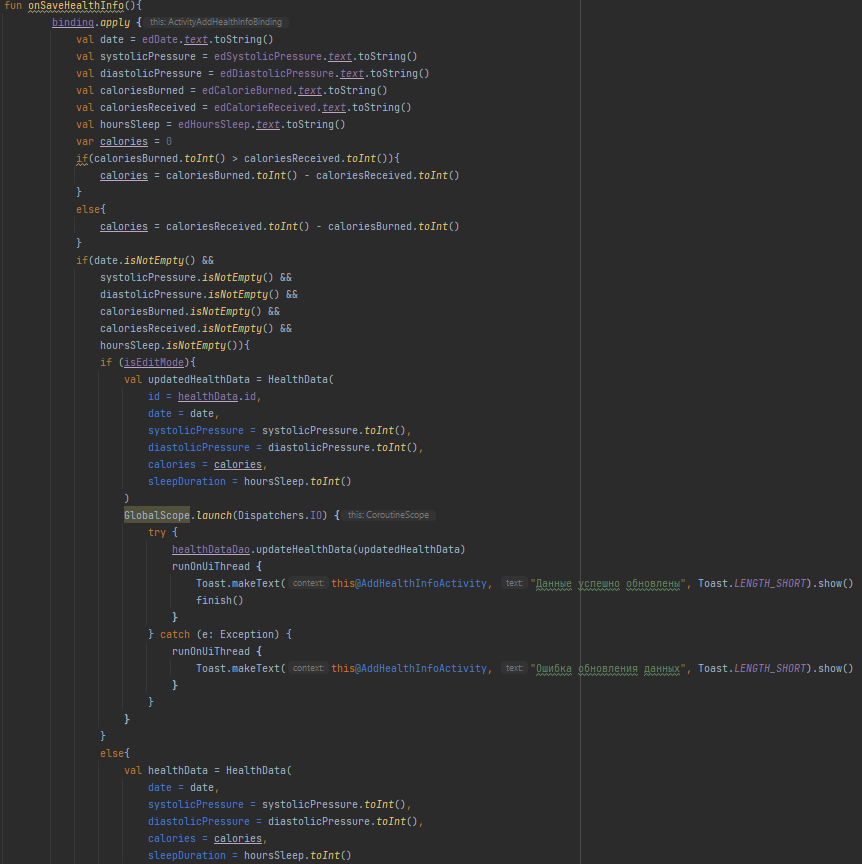 fun onSaveHealthInfo(){
binding.apply { this: ActivityAddHealthInfoBinding
val date = edDate.text.toString()
val systolicPressure = edSystolicPressure.text.toString()
val diastolicPressure = edDiastolicPressure.text.toString()
val caloriesBurned = edCalorieBurned.text.toString()
val caloriesReceived = edCalorieReceived.text.toString()
val hoursSleep = edHoursSleep.text.toString()
var calories = 0
if(caloriesBurned.toInt() > caloriesReceived.toInt()){
calories = caloriesBurned.toInt() - caloriesReceived.toInt()
}
else{
calories = caloriesReceived.toInt() - caloriesBurned.toInt()
}
if(date.isNotEmpty() &&
systolicPressure.isNotEmpty() &&
diastolicPressure.isNotEmpty() &&
caloriesBurned.isNotEmpty() &&
caloriesReceived.isNotEmpty() &&
hoursSleep.isNotEmpty()){
if (isEditMode){
val updatedHealthData = HealthData(
id = healthData.id,
date = date,
systolicPressure = systolicPressure.toInt(),
diastolicPressure = diastolicPressure.toInt(),
calories = calories,
sleepDuration = hoursSleep.toInt()
)
GlobalScope.launch(Dispatchers.IO) { this: CoroutineScope
try {
healthDataDao.updateHealthData(updatedHealthData)
runOnUiThread {
Toast.makeText( context: this@AddHealthInfoActivity, text: "Данные успешно обновлены", Toast.LENGTH_SHORT).show()
finish()
}
} catch (e: Exception) {
runOnUiThread {
Toast.makeText( context: this@AddHealthInfoActivity, text: "Ошибка обновления данных", Toast.LENGTH_SHORT).show()
}
}
}
}
else{
val healthData = HealthData(
date = date,
systolicPressure = systolicPressure.toInt(),
diastolicPressure = diastolicPressure.toInt(),
calories = calories,
sleepDuration = hoursSleep.toInt()